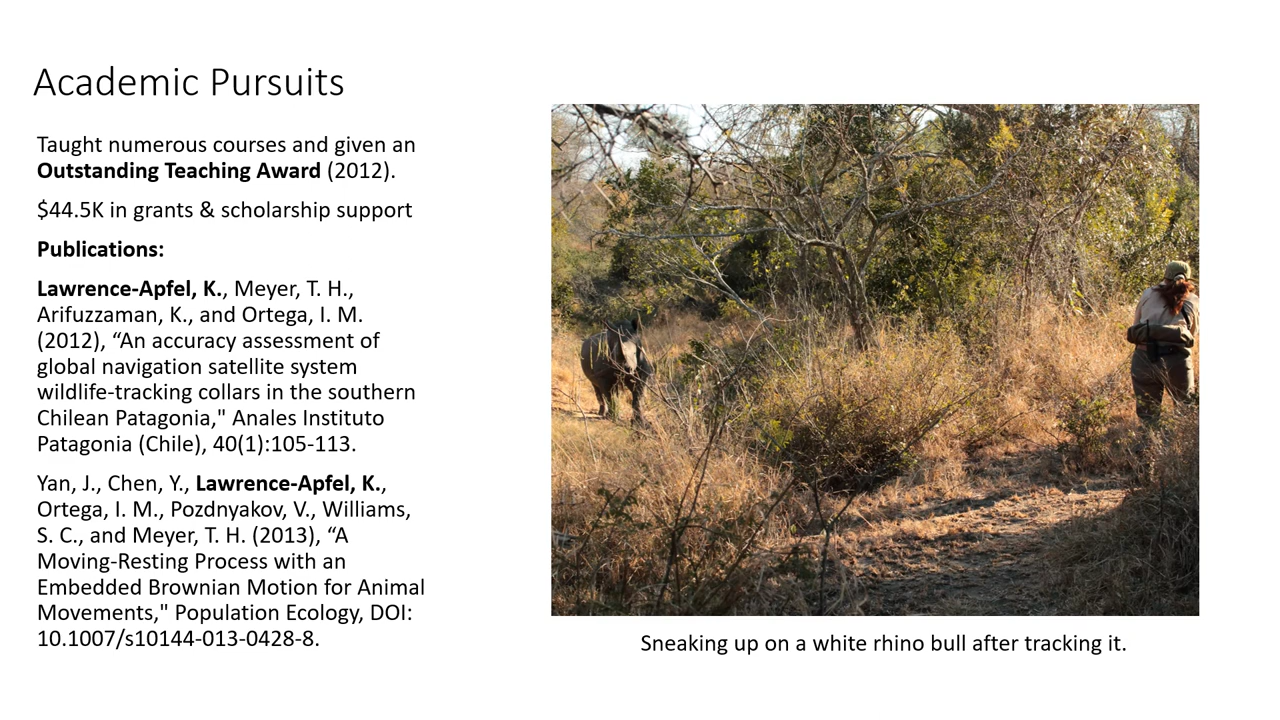 Academic Pursuits
Taught numerous courses and given an
Outstanding Teaching Award (2012).
$44.5K in grants & scholarship support
Publications:
Lawrence-Apfel, K., Meyer, T. H.,
Arifuzzaman, K., and Ortega, I. M.
(2012), “An accuracy assessment of
global navigation satellite system
wildlife-tracking collars in the southern
Chilean Patagonia," Anales Instituto
Patagonia (Chile), 40(1):105-113.
Yan, J., Chen, Y., Lawrence-Apfel, K.,
Ortega, I. M., Pozdnyakov, V., Williams,
S. C., and Meyer, T. H. (2013), “A
Moving-Resting Process with an
Embedded Brownian Motion for Animal
Movements," Population Ecology, DOI:
10.1007/s10144-013-0428-8.
Sneaking up on a white rhino bull after tracking it.